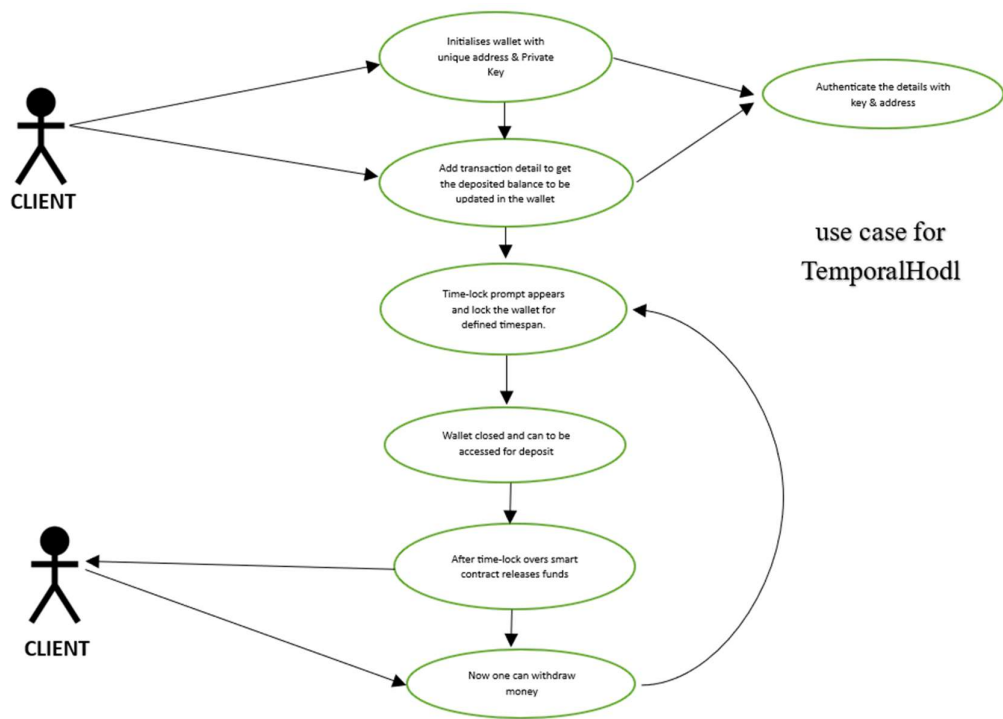 Initialises wallet with
unique address & Private
Key
Authenticate the details with
key & address
CLIENT
Add transaction detail to get
the deposited balance to be
updated in the wallet
use case for
TemporalHodl
Time-lock prompt appears
and lock the wallet for
defined timespan.
Wallet closed and can to be
accessed for deposit
After time-lock overs smart
contract releases funds
CLIENT
Now one can withdraw
money